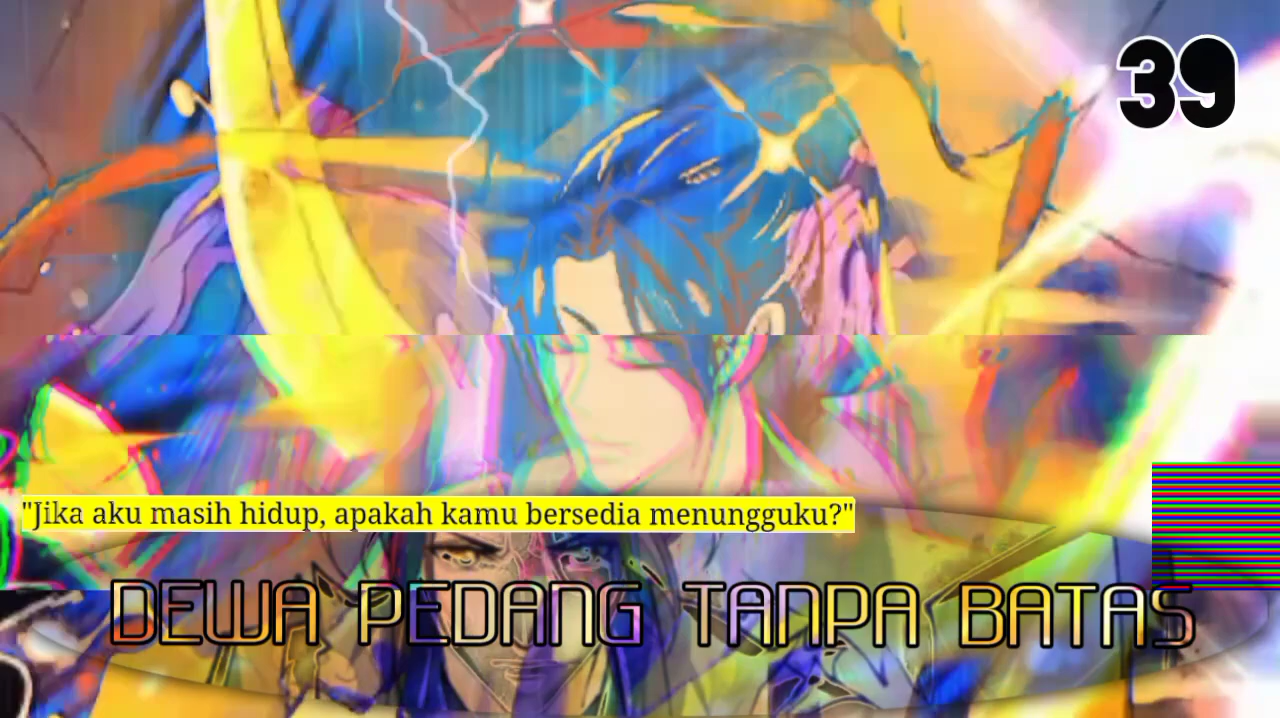 39
"Jika aku masih hidup, apakah kamu bersedia menungguku?"
DEWA PEDANG TANPA BATAS